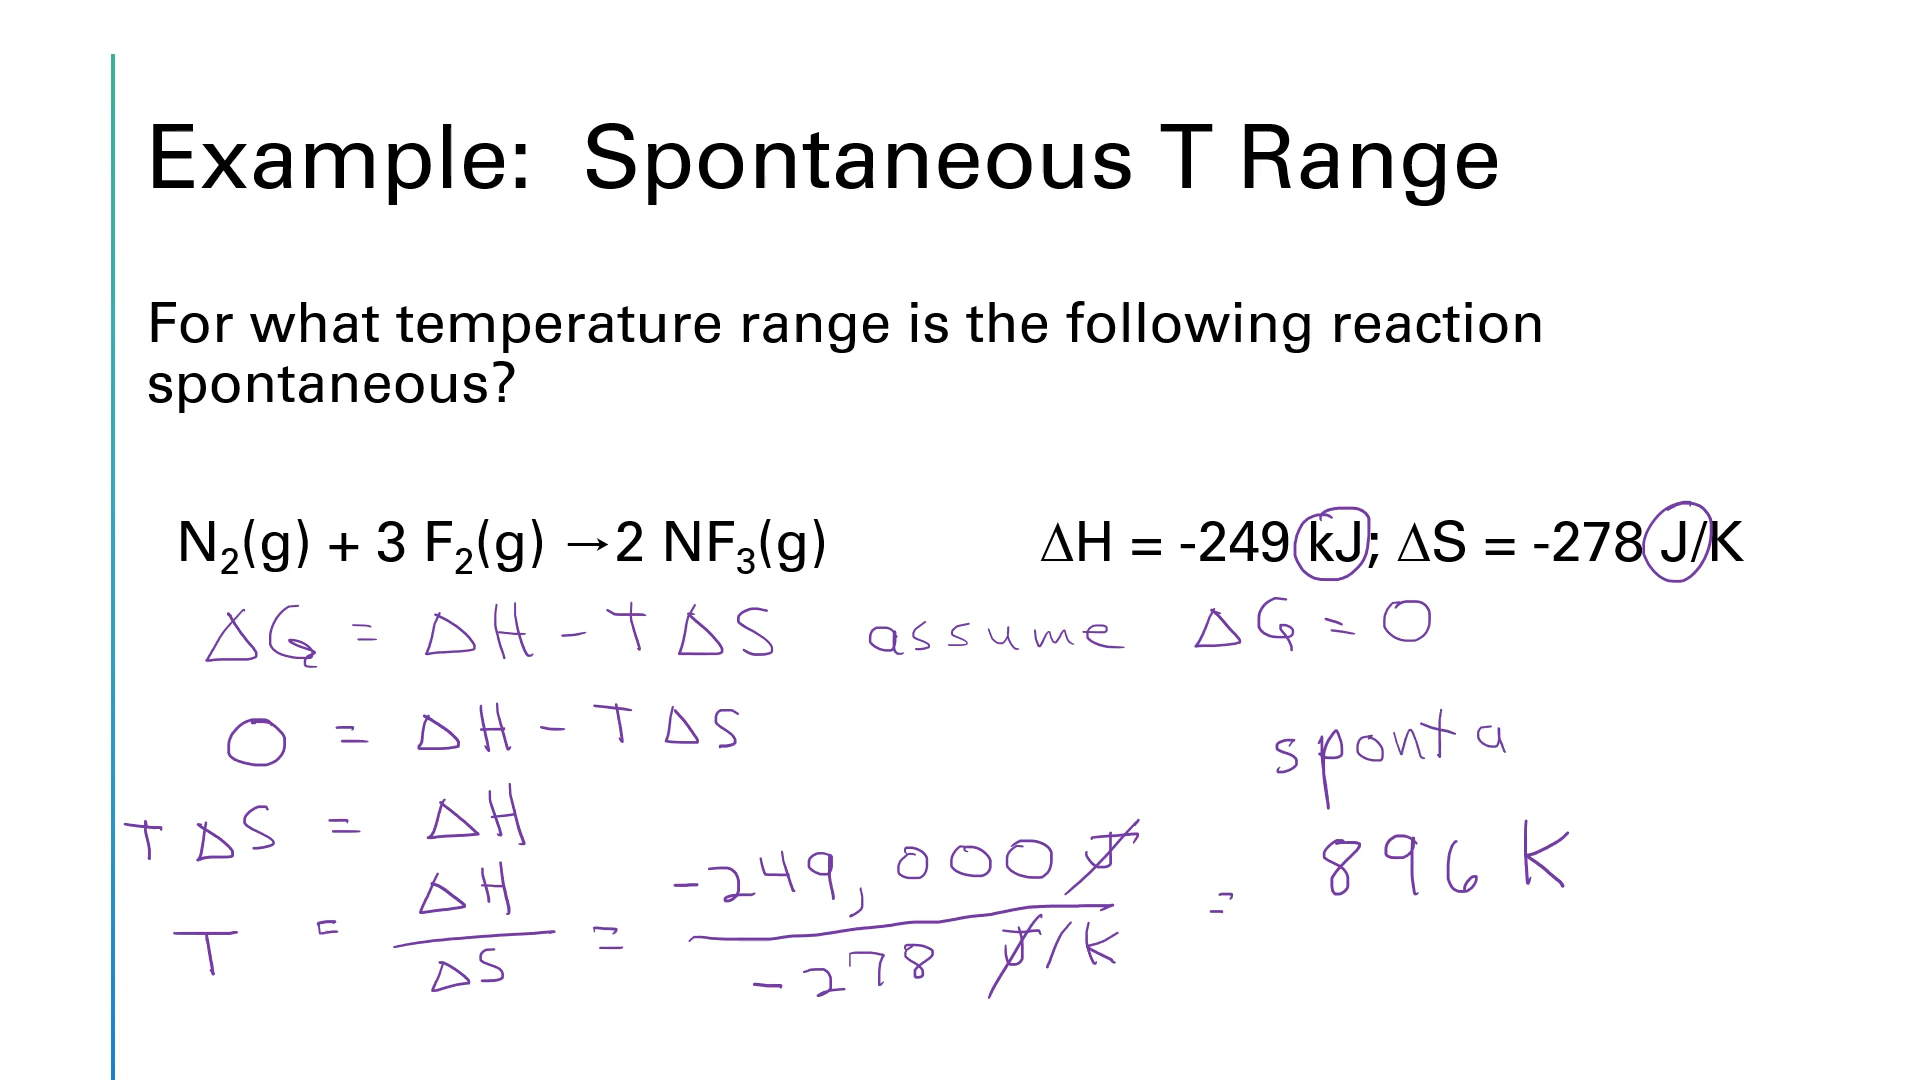 Example: Spontaneous T Range
For what temperature range is the following reaction
spontaneous?
N₂(g) + 3 F₂(g) →2 NF₃(g) ΔH = -249 kJ; ΔS = -278 J/K
ΔG = ΔH - TΔS assume ΔG = 0
0 = ΔH - TΔS
sponta
TΔS = ΔH
T = ΔH/ΔS = -249,000 J / -278 J/K = 896 K